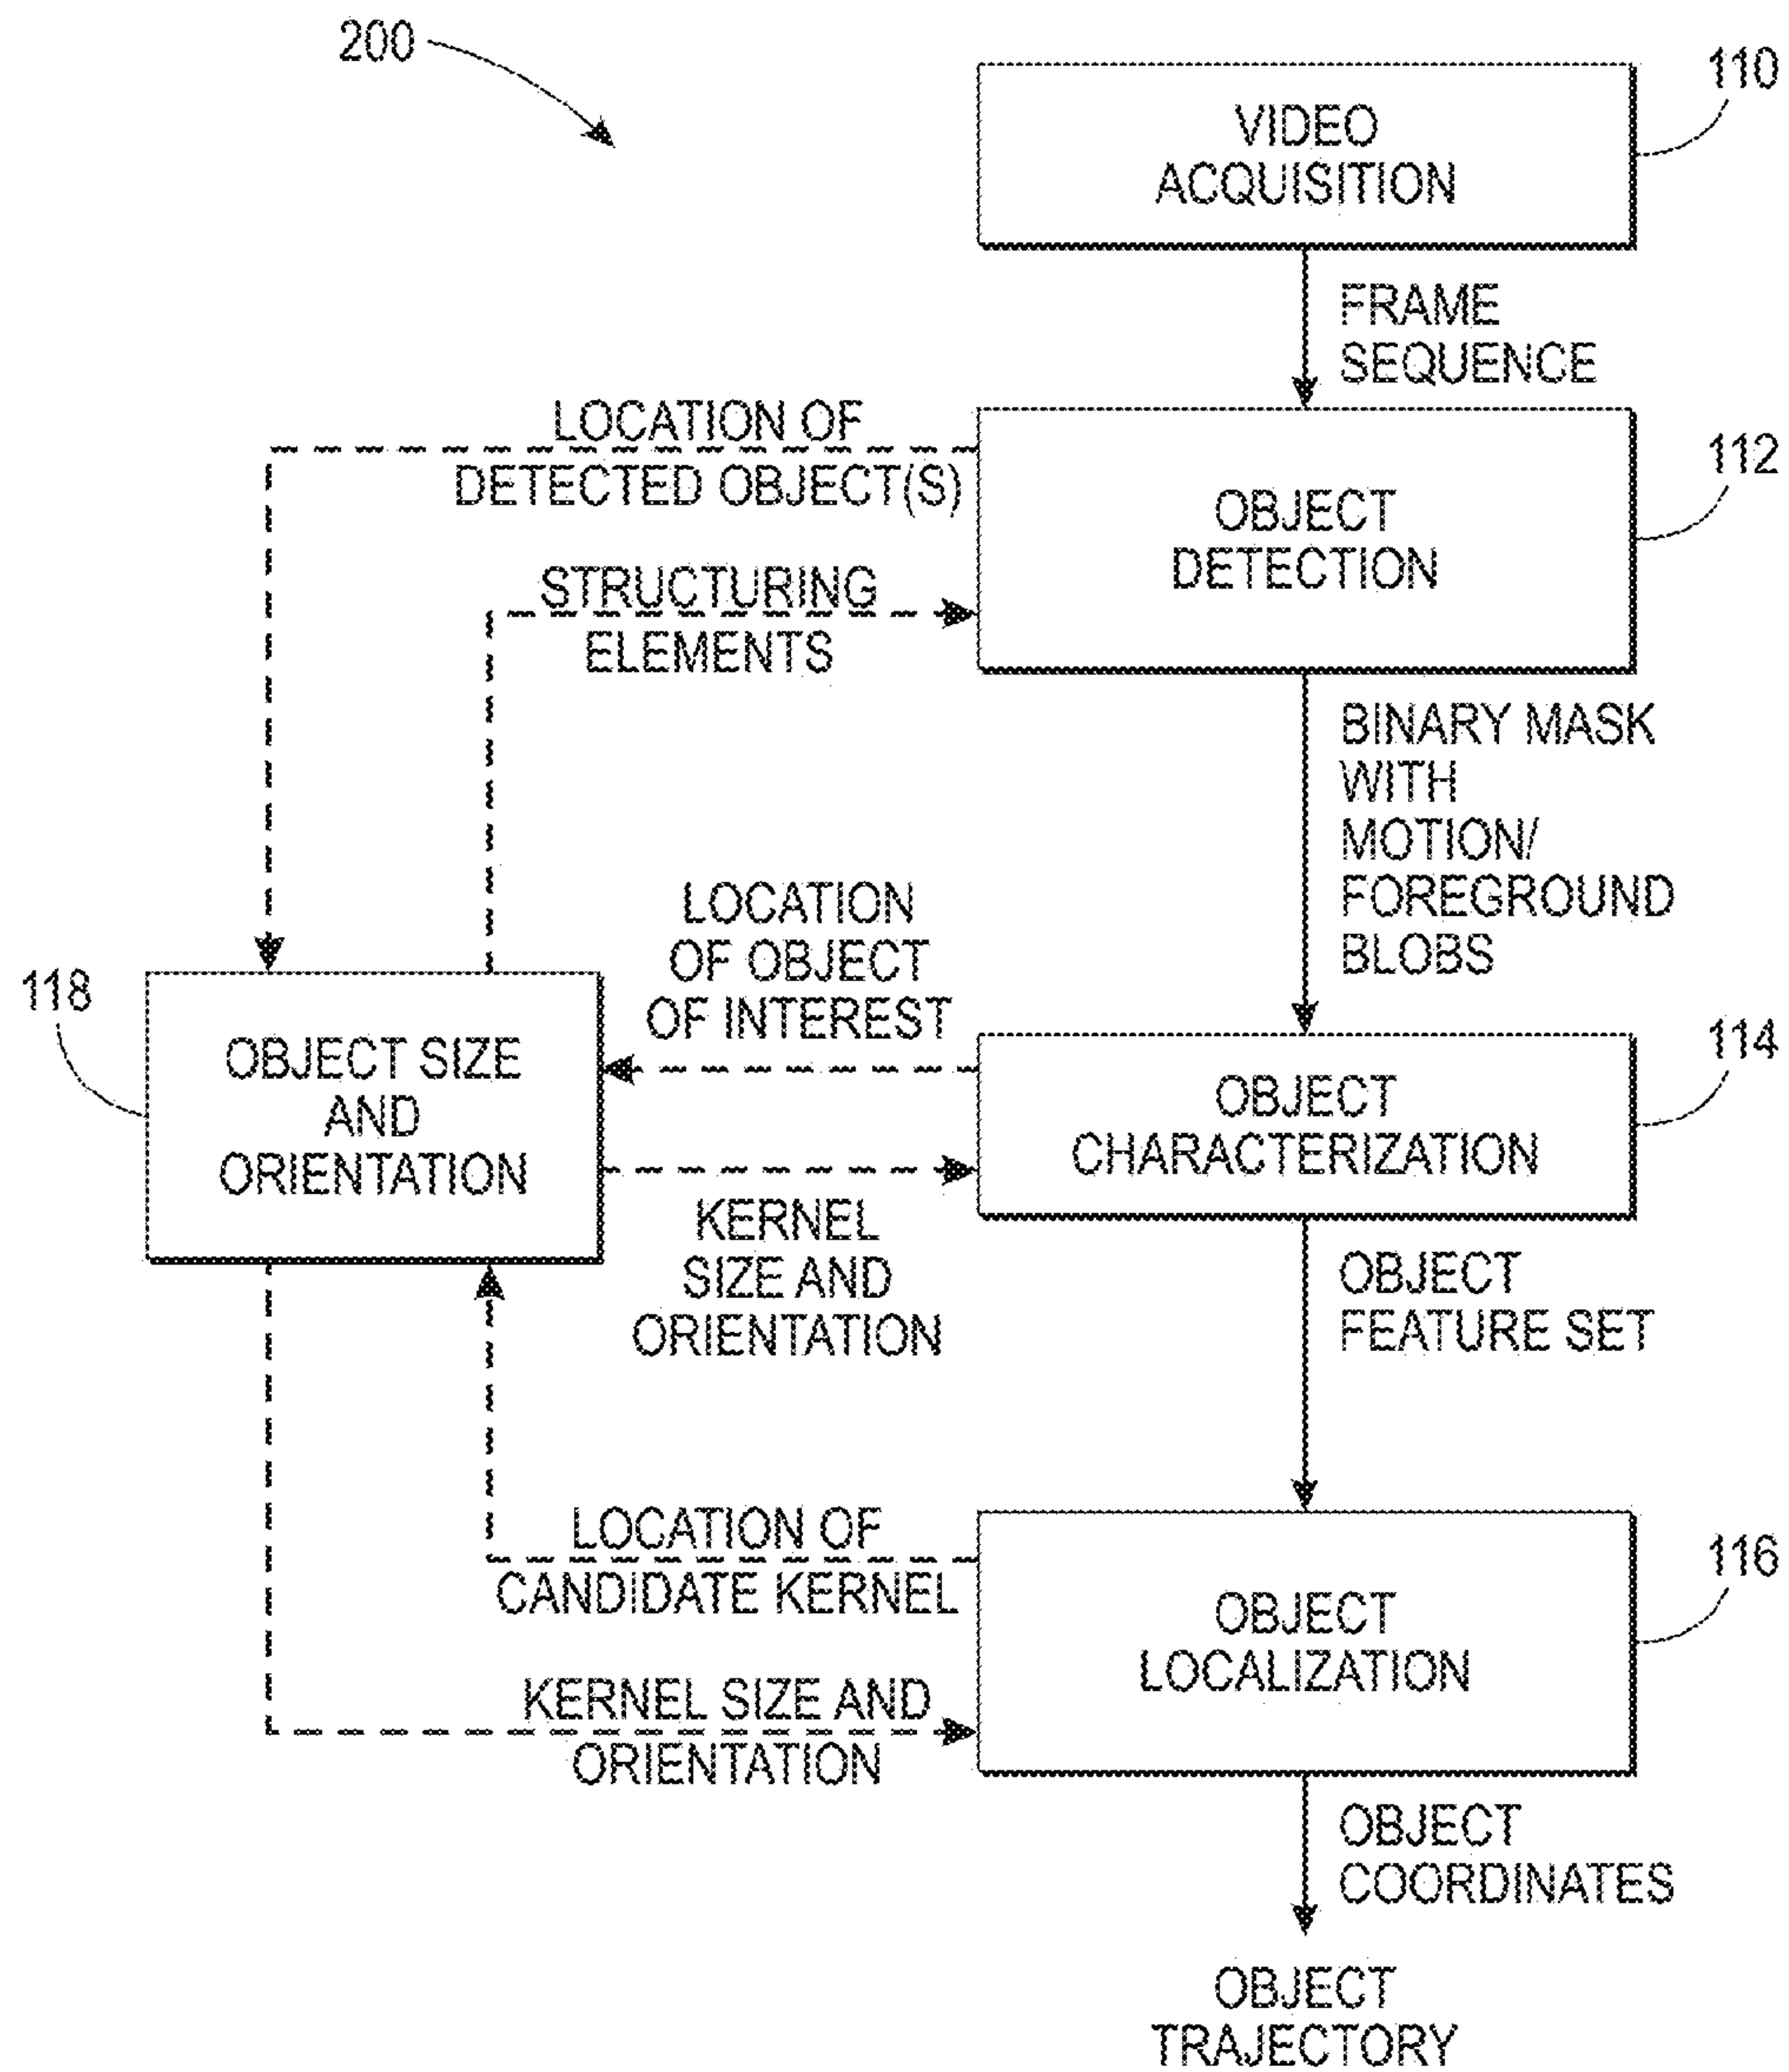 200
110
VIDEO
ACQUISITION
FRAME
SEQUENCE
LOCATION OF
DETECTED OBJECT(S)
112
OBJECT
DETECTION
STRUCTURING
ELEMENTS
BINARY MASK
WITH
MOTION/
FOREGROUND
BLOBS
LOCATION
OF OBJECT
OF INTEREST
118
OBJECT SIZE
AND
ORIENTATION
114
OBJECT
CHARACTERIZATION
KERNEL
SIZE AND
ORIENTATION
OBJECT
FEATURE SET
LOCATION OF
CANDIDATE KERNEL
116
OBJECT
LOCALIZATION
KERNEL SIZE AND
ORIENTATION
OBJECT
COORDINATES
OBJECT
TRAJECTORY